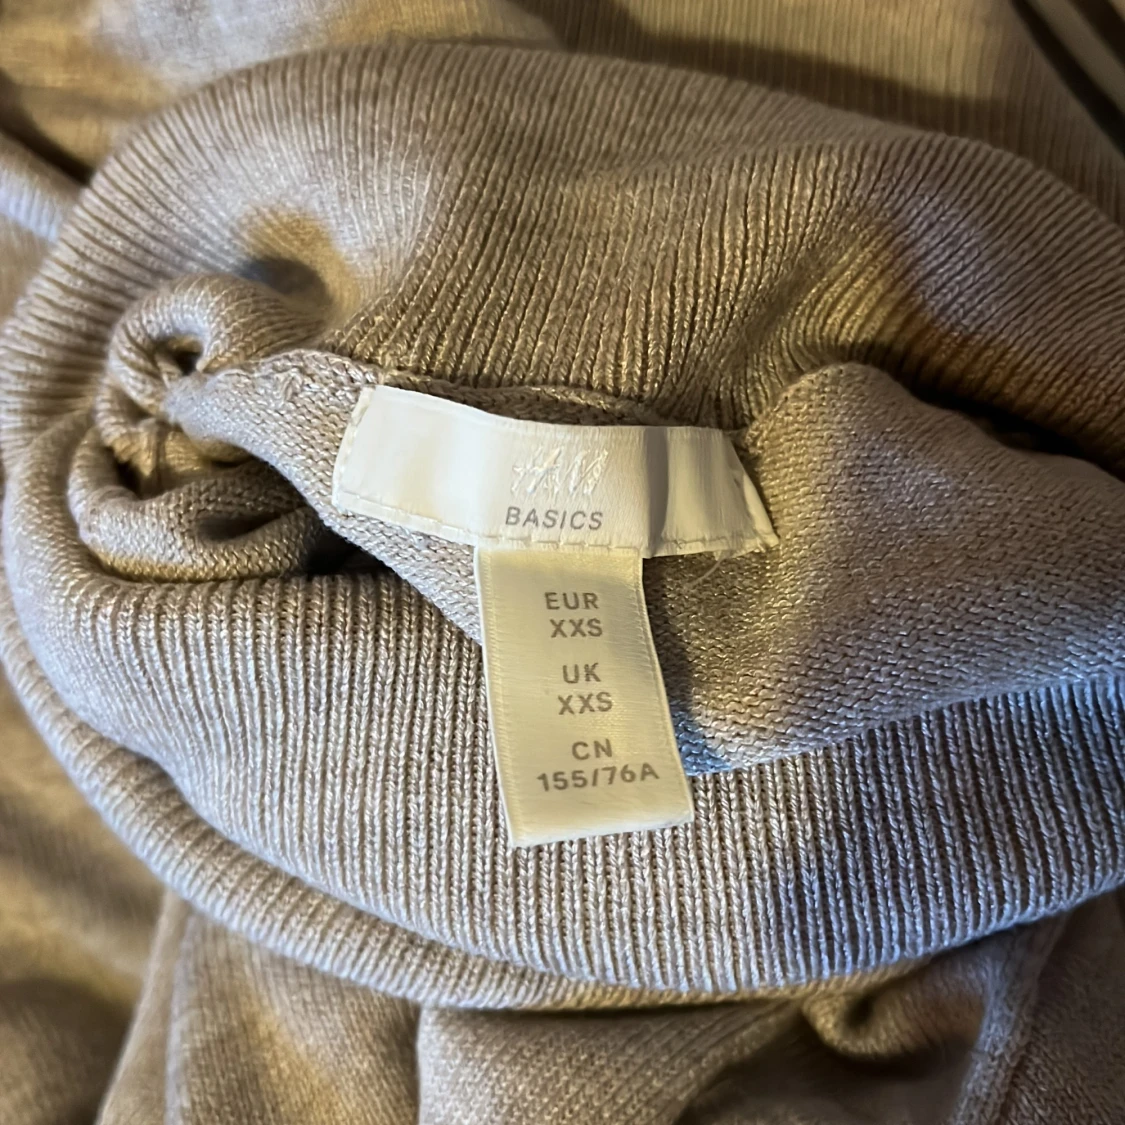 H&M
BASICS
EUR
XXS
UK
XXS
CN
155/76A